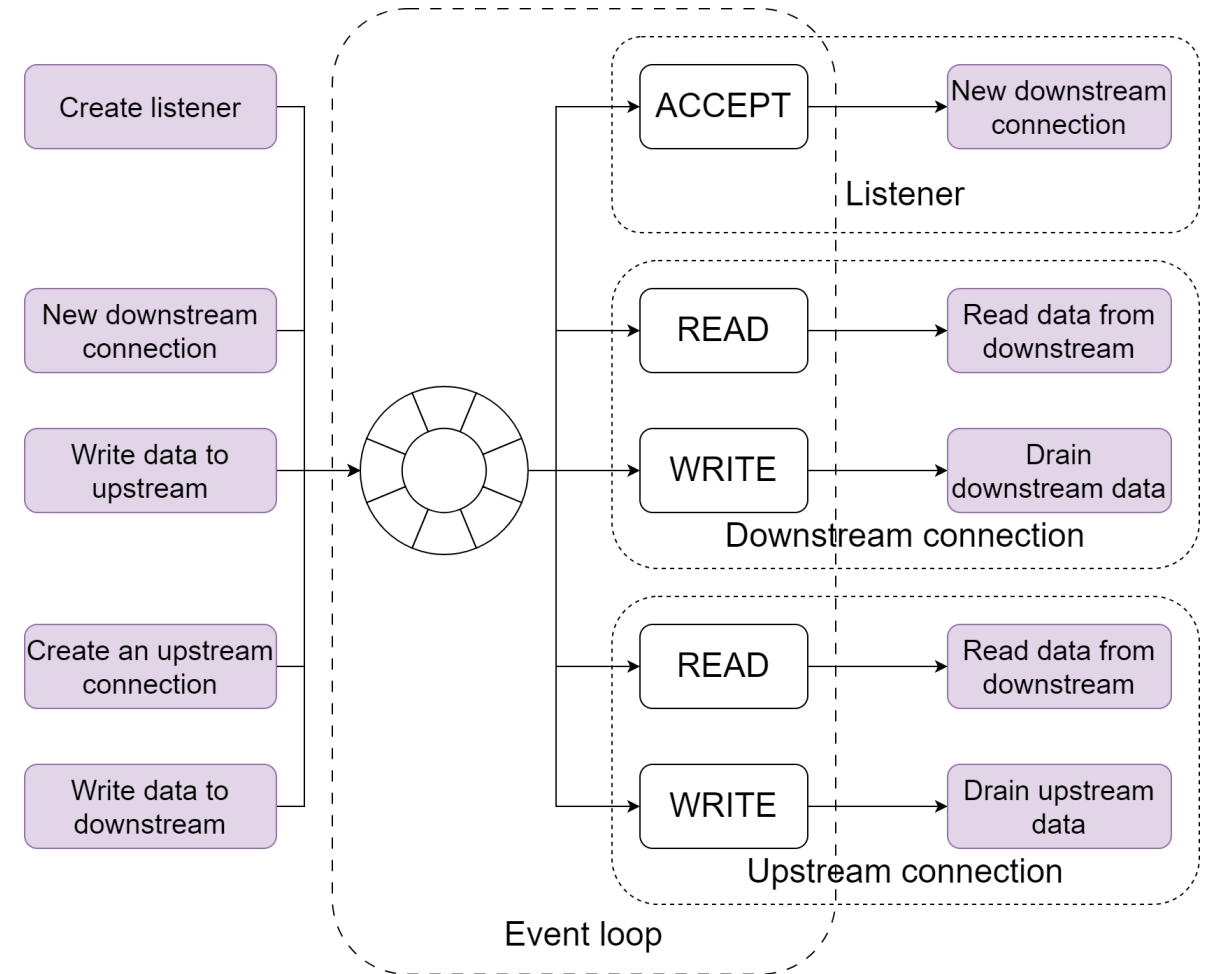 Create listener
New downstream
connection
Write data to
upstream
Create an upstream
connection
Write data to
downstream
ACCEPT
New downstream
connection
Listener
READ
Read data from
downstream
WRITE
Drain
downstream data
Downstream connection
READ
Read data from
downstream
WRITE
Drain upstream
data
Upstream connection
Event loop